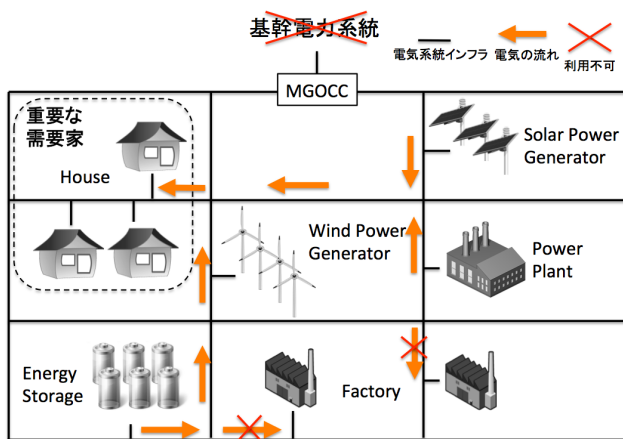 基幹電力系統
電気系統インフラ
電気の流れ
利用不可
MGOCC
重要な
需要家
House
Solar Power
Generator
Wind Power
Generator
Power
Plant
Energy
Storage
Factory